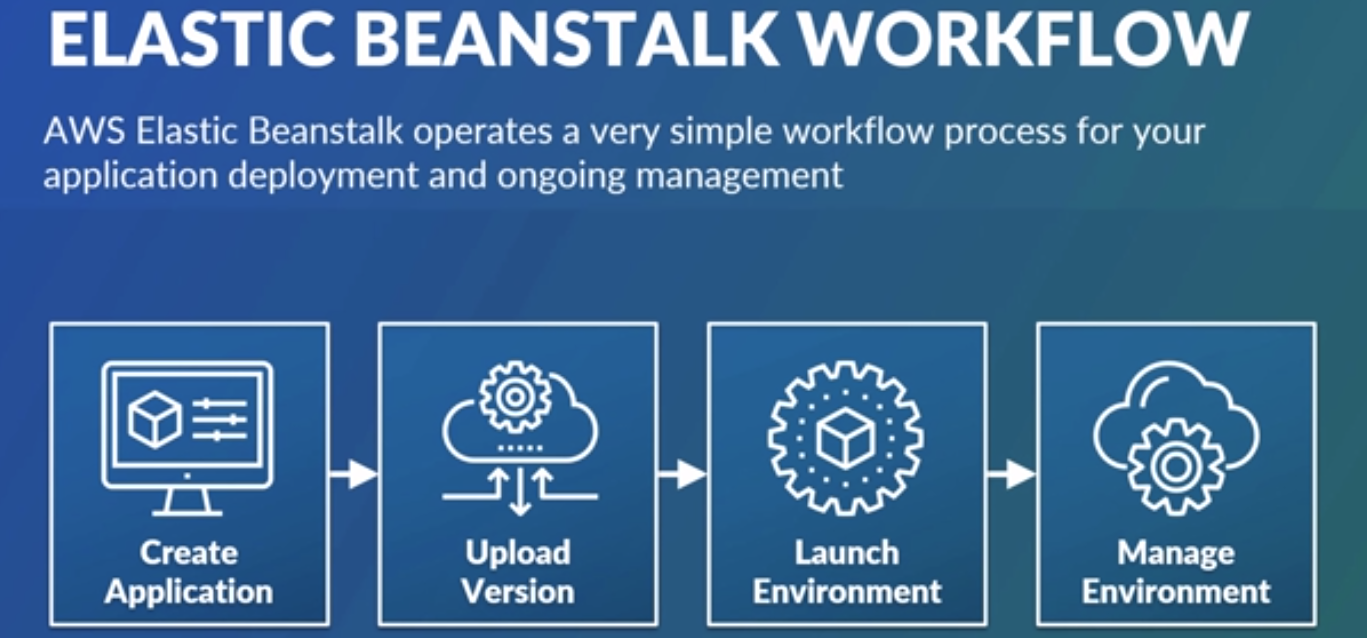 ELASTIC BEANSTALK WORKFLOW
AWS Elastic Beanstalk operates a very simple workflow process for your
application deployment and ongoing management
Create
Application
Upload
Version
Launch
Environment
Manage
Environment